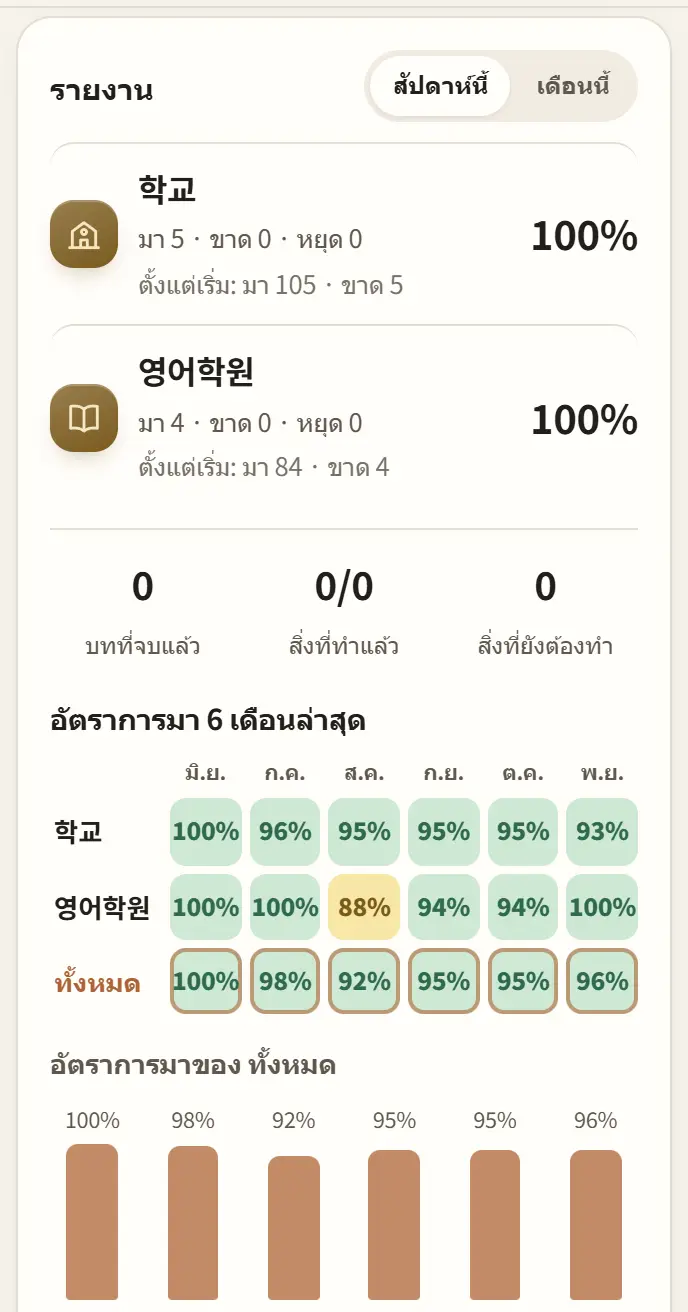 รายงาน
สัปดาห์นี้ เดือนนี้
학교
มา 5 · ขาด 0 · หยุด 0
100%
ตั้งแต่เริ่ม: มา 105 · ขาด 5
영어학원
มา 4 · ขาด 0 · หยุด 0
100%
ตั้งแต่เริ่ม: มา 84 · ขาด 4
0 0/0 0
บทที่จบแล้ว สิ่งที่ทำแล้ว สิ่งที่ยังต้องทำ
อัตราการมา 6 เดือนล่าสุด
มิ.ย. ก.ค. ส.ค. ก.ย. ต.ค. พ.ย.
학교 100% 96% 95% 95% 95% 93%
영어학원 100% 100% 88% 94% 94% 100%
ทั้งหมด 100% 98% 92% 95% 95% 96%
อัตราการมาของ ทั้งหมด
100% 98% 92% 95% 95% 96%